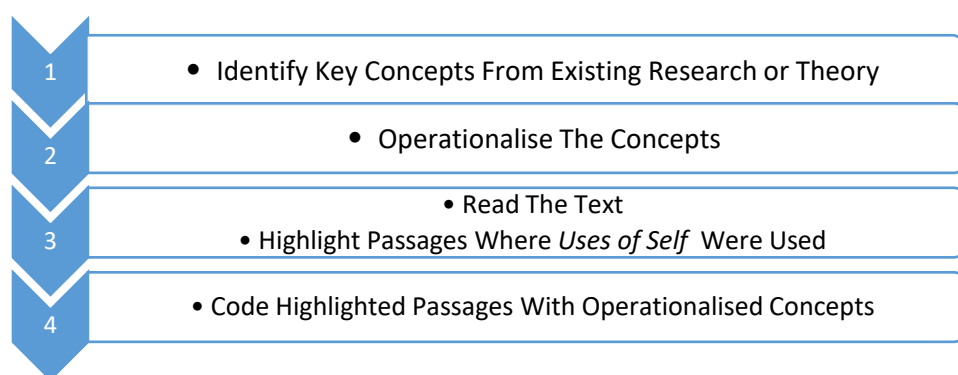 1
• Identify Key Concepts From Existing Research or Theory
2
• Operationalise The Concepts
3
• Read The Text
• Highlight Passages Where Uses of Self Were Used
4
• Code Highlighted Passages With Operationalised Concepts